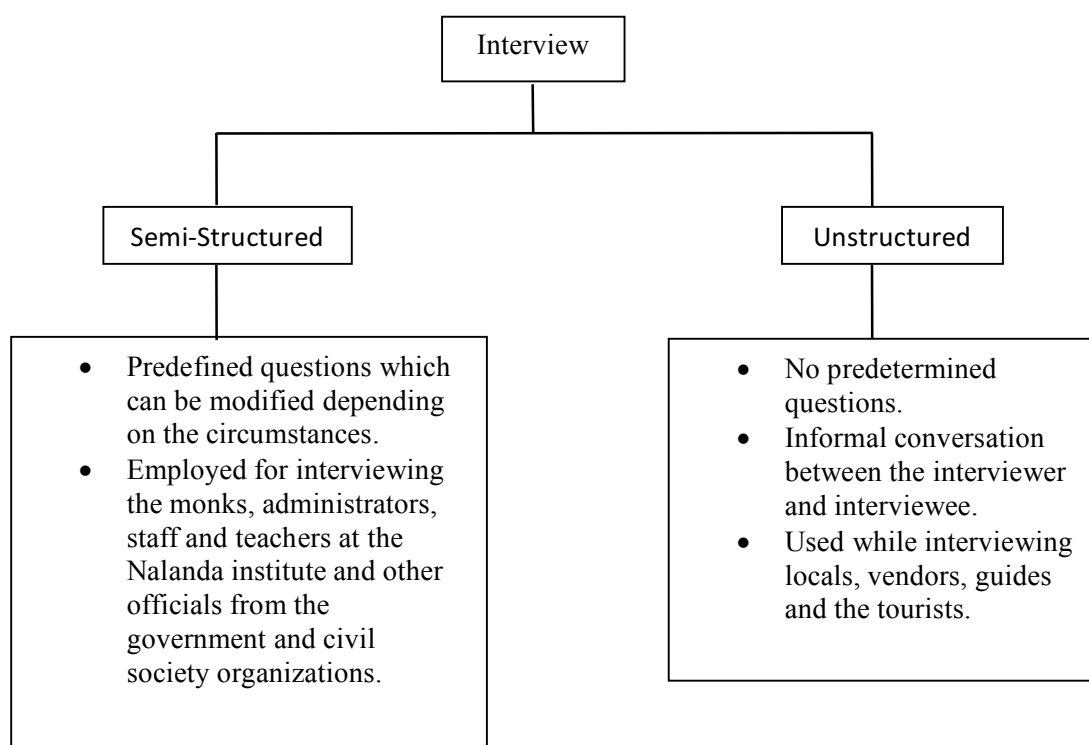 Interview
Semi-Structured
Unstructured
• Predefined questions which
can be modified depending
on the circumstances.
• Employed for interviewing
the monks, administrators,
staff and teachers at the
Nalanda institute and other
officials from the
government and civil
society organizations.
• No predetermined
questions.
• Informal conversation
between the interviewer
and interviewee.
• Used while interviewing
locals, vendors, guides
and the tourists.